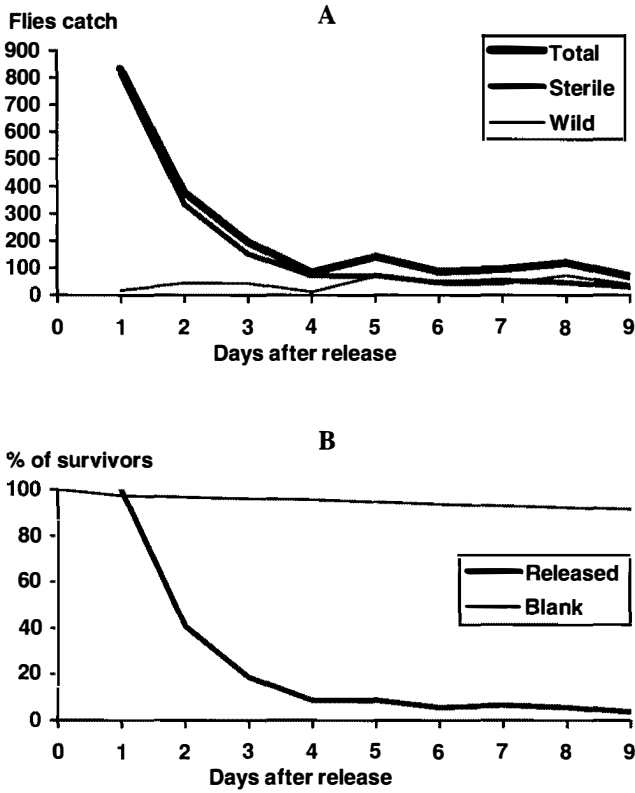 A
Flies catch
900
800
700
600
500
400
300
200
100
0
Total
Sterile
Wild
0 1 2 3 4 5 6 7 8 9
Days after release
B
% of survivors
100
80
60
40
20
0
Released
Blank
0 1 2 3 4 5 6 7 8 9
Days after release